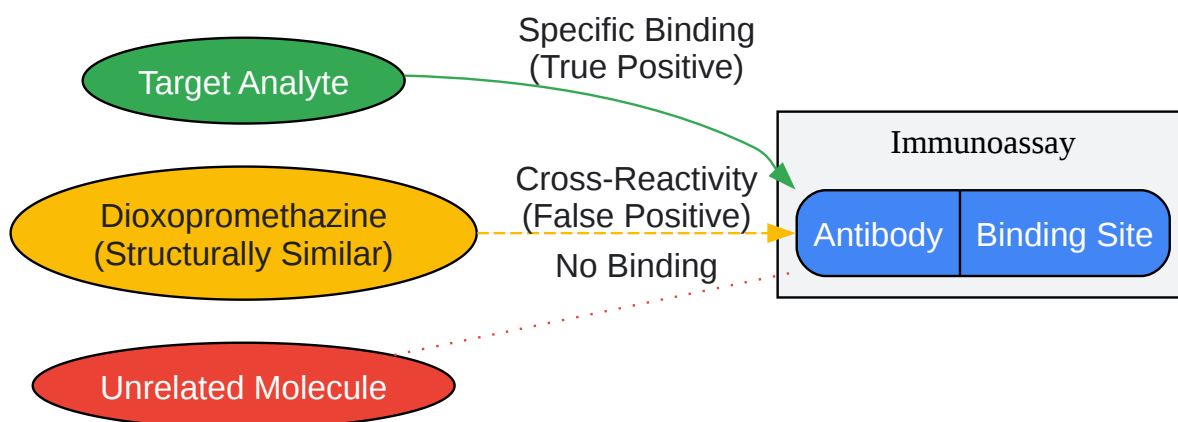 Specific Binding
(True Positive)
Target Analyte
Immunoassay
Cross-Reactivity
(False Positive)
Dioxopromethazine
(Structurally Similar)
Antibody
Binding Site
No Binding
Unrelated Molecule